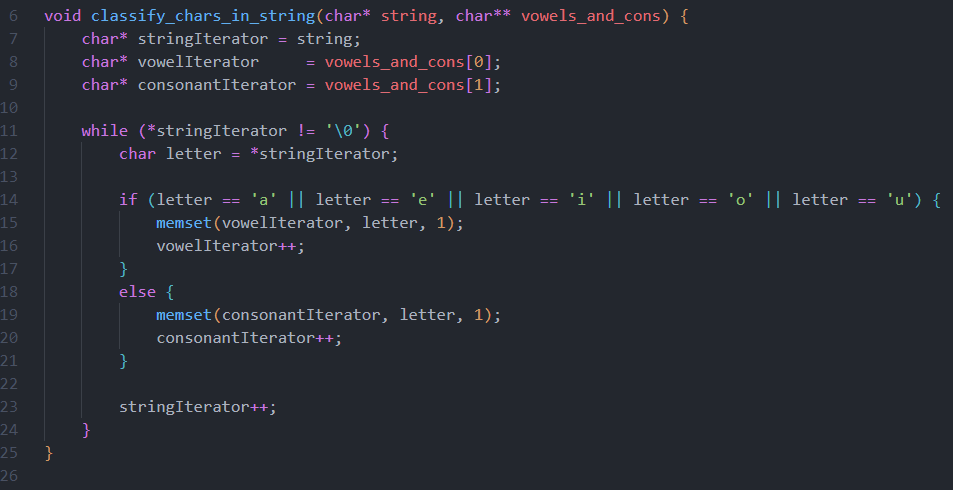 6 void classify_chars_in_string(char* string, char** vowels_and_cons) {
7     char* stringIterator = string;
8     char* vowelIterator     = vowels_and_cons[0];
9     char* consonantIterator = vowels_and_cons[1];
10
11     while (*stringIterator != '\0') {
12         char letter = *stringIterator;
13
14         if (letter == 'a' || letter == 'e' || letter == 'i' || letter == 'o' || letter == 'u') {
15             memset(vowelIterator, letter, 1);
16             vowelIterator++;
17         }
18         else {
19             memset(consonantIterator, letter, 1);
20             consonantIterator++;
21         }
22
23         stringIterator++;
24     }
25 }
26